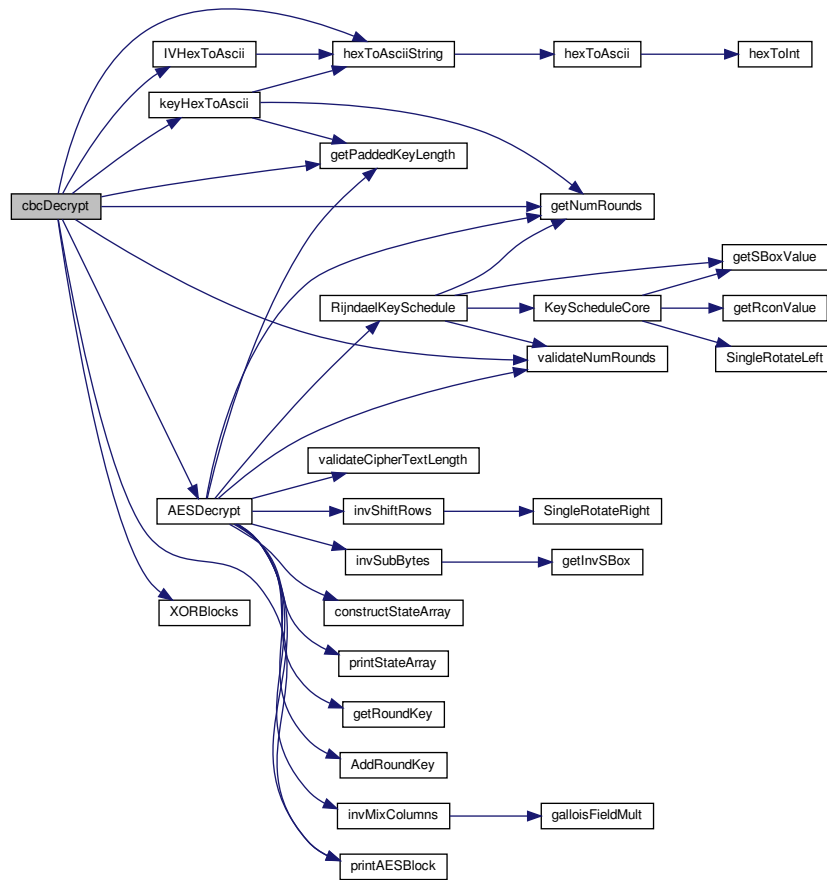 IVHexToAscii
hexToAsciiString
hexToAscii
hexToInt
keyHexToAscii
getPaddedKeyLength
cbcDecrypt
getNumRounds
getSBoxValue
RijndaelKeySchedule
KeyScheduleCore
getRconValue
validateNumRounds
SingleRotateLeft
validateCipherTextLength
AESDecrypt
invShiftRows
SingleRotateRight
invSubBytes
getInvSBox
XORBlocks
constructStateArray
printStateArray
getRoundKey
AddRoundKey
invMixColumns
galloisFieldMult
printAESBlock